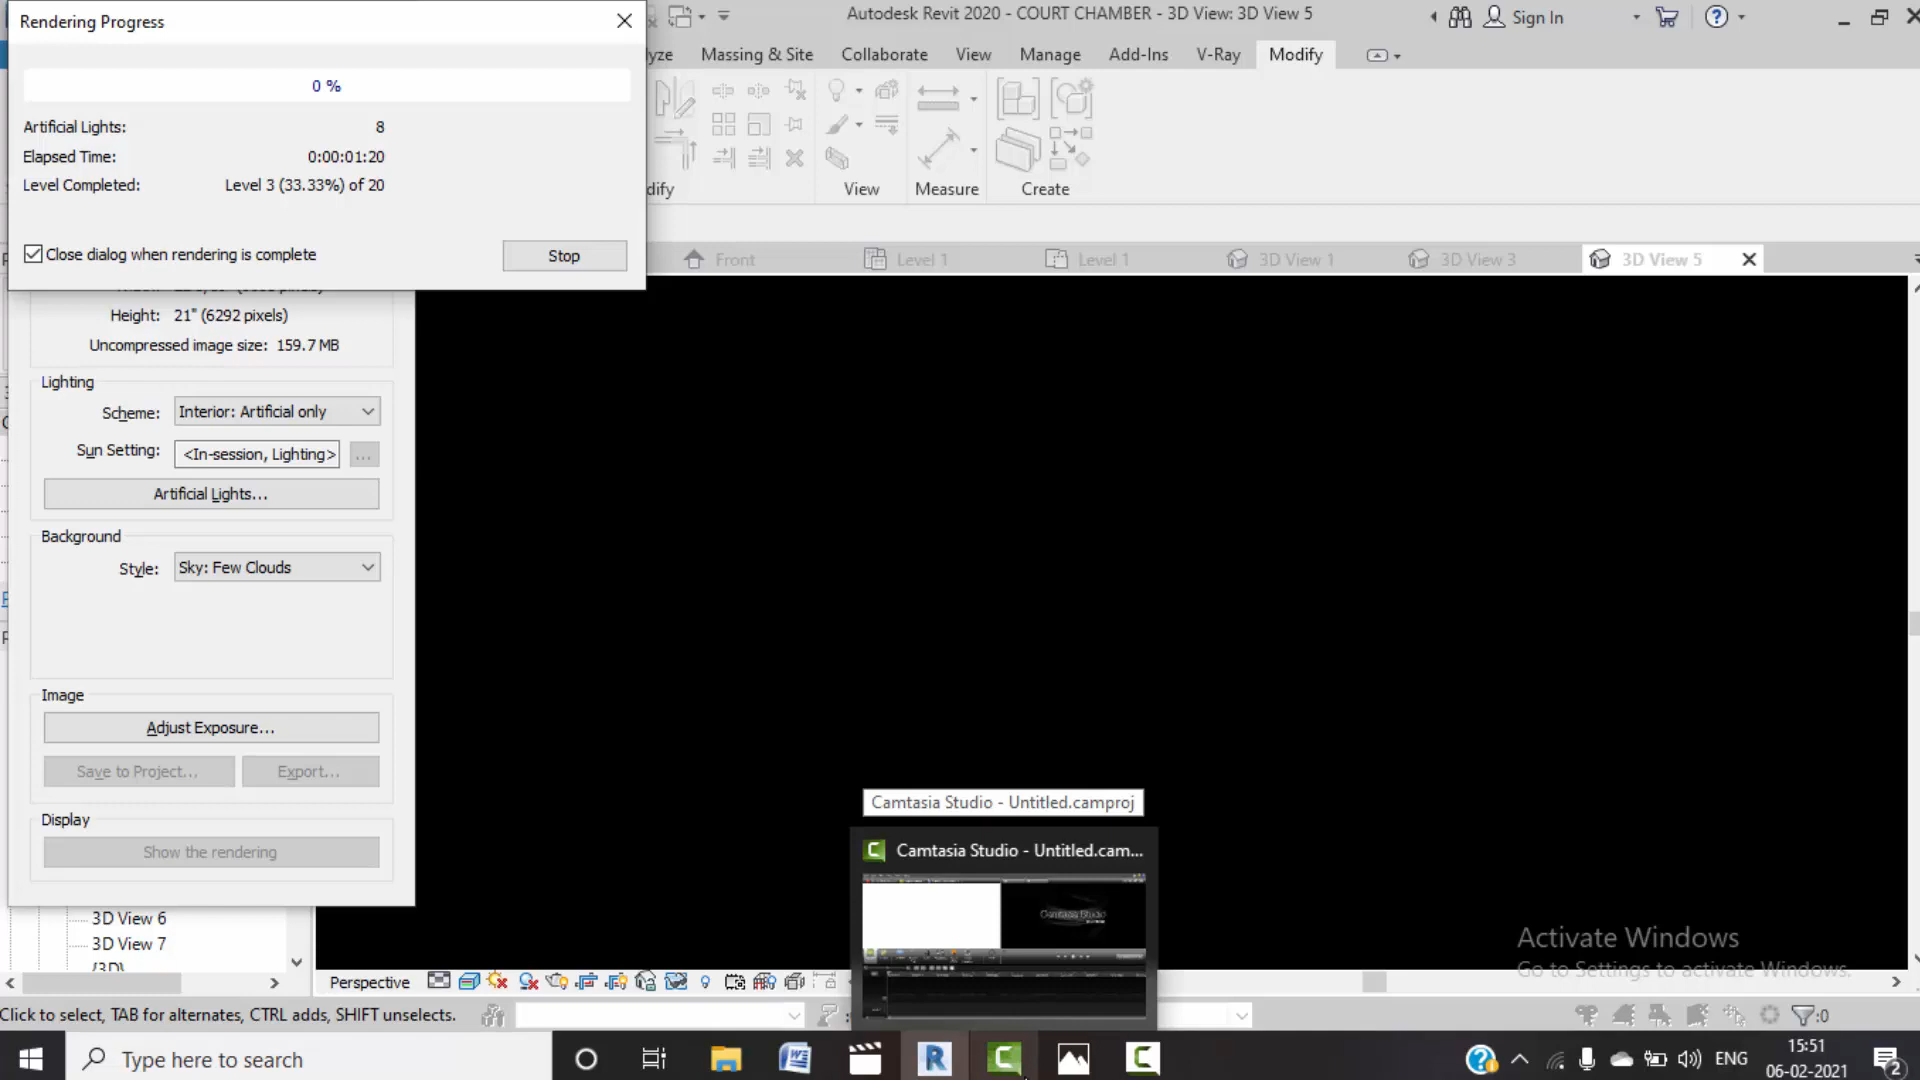 Rendering Progress
Autodesk Revit 2020 - COURT CHAMBER - 3D View: 3D View 5
Sign In
0 %
yze
Massing & Site
Collaborate
View
Manage
Add-Ins
V-Ray
Modify
Artificial Lights: 8
Elapsed Time: 0:00:01:20
Level Completed: Level 3 (33.33%) of 20
dify
View
Measure
Create
Close dialog when rendering is complete
Stop
Front
Level 1
Level 1
3D View 1
3D View 3
3D View 5
Height: 21" (6292 pixels)
Uncompressed image size: 159.7 MB
Lighting
Scheme: Interior: Artificial only
Sun Setting: <In-session, Lighting>
...
Artificial Lights...
Background
Style: Sky: Few Clouds
Image
Adjust Exposure...
Save to Project...
Export...
Display
Show the rendering
3D View 6
3D View 7
{3D}
Camtasia Studio - Untitled.camproj
Camtasia Studio - Untitled.cam...
Camtasia Studio
Activate Windows
Go to Settings to activate Windows.
Perspective
Click to select, TAB for alternates, CTRL adds, SHIFT unselects.
:0
Type here to search
ENG
15:51
06-02-2021
2